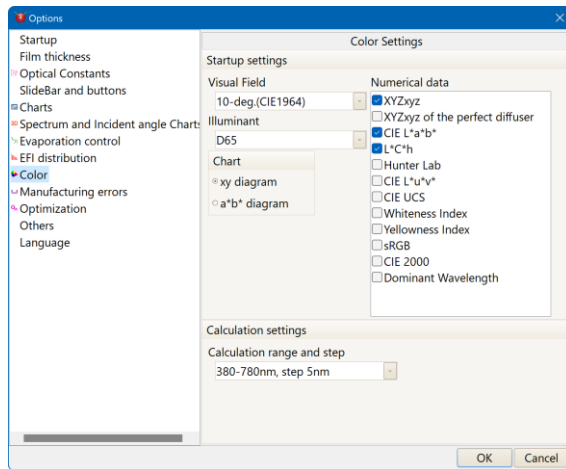 Options
Startup
Film thickness
Optical Constants
SlideBar and buttons
Charts
Spectrum and Incident angle Charts
Evaporation control
EFI distribution
Color
Manufacturing errors
Optimization
Others
Language
Color Settings
Startup settings
Visual Field
10-deg.(CIE1964)
Illuminant
D65
Chart
xy diagram
a*b* diagram
Numerical data
XYZxyz
XYZxyz of the perfect diffuser
CIE L*a*b*
L*C*h
Hunter Lab
CIE L*u*v*
CIE UCS
Whiteness Index
Yellowness Index
sRGB
CIE 2000
Dominant Wavelength
Calculation settings
Calculation range and step
380-780nm, step 5nm
OK Cancel